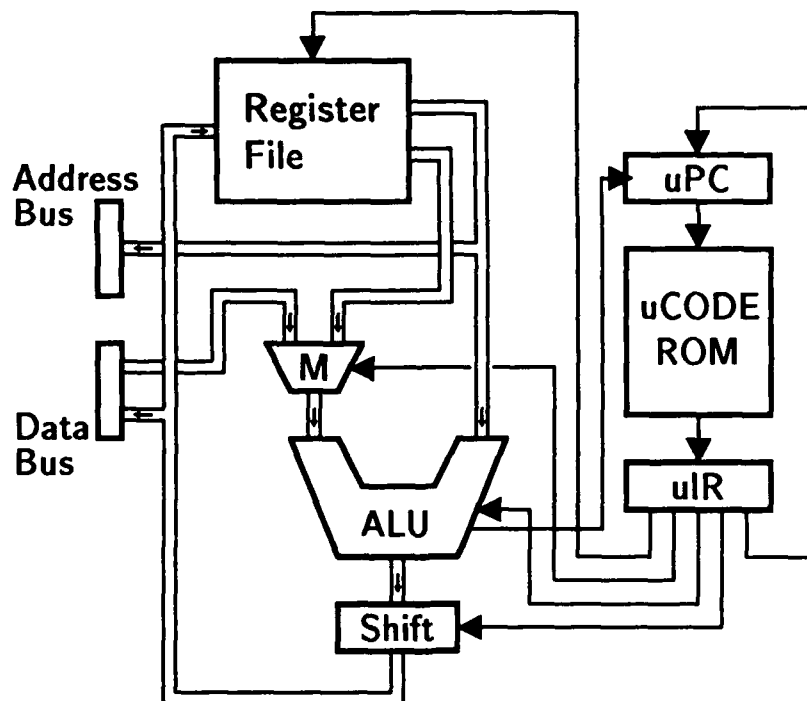 Register
File
Address
Bus
uPC
uCODE
ROM
M
Data
Bus
uIR
ALU
Shift